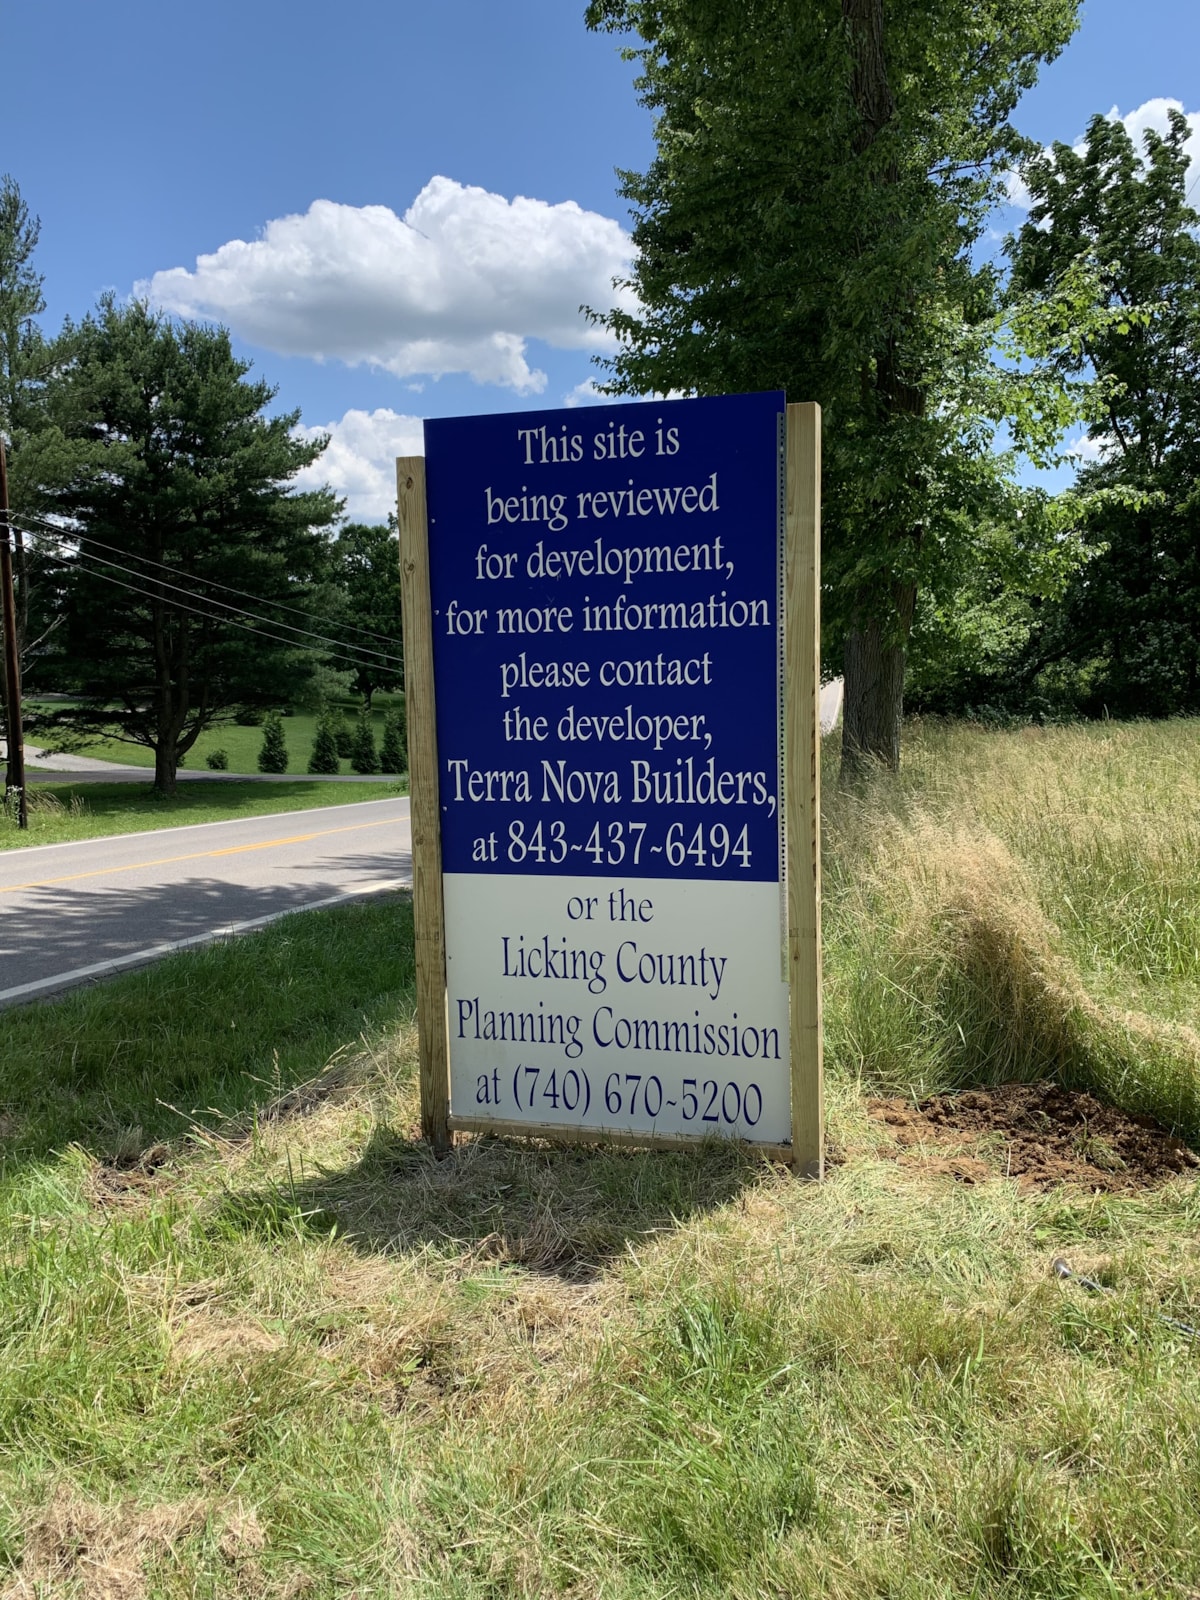 This site is
being reviewed
for development,
for more information
please contact
the developer,
Terra Nova Builders,
at 843~437~6494
or the
Licking County
Planning Commission
at (740) 670~5200